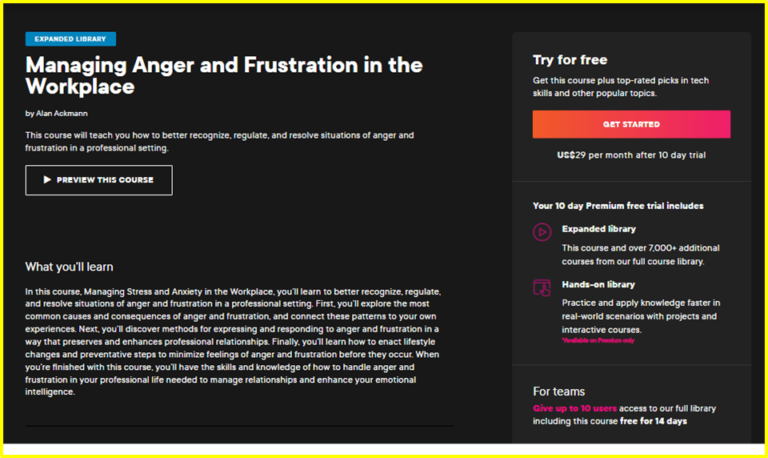 EXPANDED LIBRARY
Managing Anger and Frustration in the
Workplace
by Alan Ackmann
This course will teach you how to better recognize, regulate, and resolve situations of anger and
frustration in a professional setting.
PREVIEW THIS COURSE
What you'll learn
In this course, Managing Stress and Anxiety in the Workplace, you'll learn to better recognize, regulate,
and resolve situations of anger and frustration in a professional setting. First, you'll explore the most
common causes and consequences of anger and frustration, and connect these patterns to your own
experiences. Next, you'll discover methods for expressing and responding to anger and frustration in a
way that preserves and enhances professional relationships. Finally, you'll learn how to enact lifestyle
changes and preventative steps to minimize feelings of anger and frustration before they occur. When
you're finished with this course, you'll have the skills and knowledge of how to handle anger and
frustration in your professional life needed to manage relationships and enhance your emotional
intelligence.
Try for free
Get this course plus top-rated picks in tech
skills and other popular topics.
GET STARTED
US$29 per month after 10 day trial
Your 10 day Premium free trial includes
Expanded library
This course and over 7,000+ additional
courses from our full course library.
Hands-on library
Practice and apply knowledge faster in
real-world scenarios with projects and
interactive courses.
*Available on Premium only
For teams
Give up to 10 users access to our full library
including this course free for 14 days